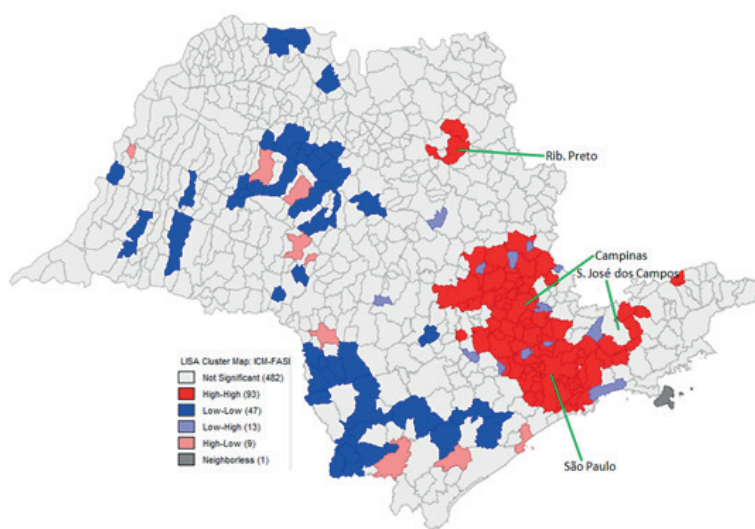 Rib. Preto
Campinas
S. José dos Campos
LISA Cluster Map: ICM-FASI
Not Significant (482)
High-High (93)
Low-Low (47)
Low-High (13)
High-Low (9)
Neighborless (1)
São Paulo